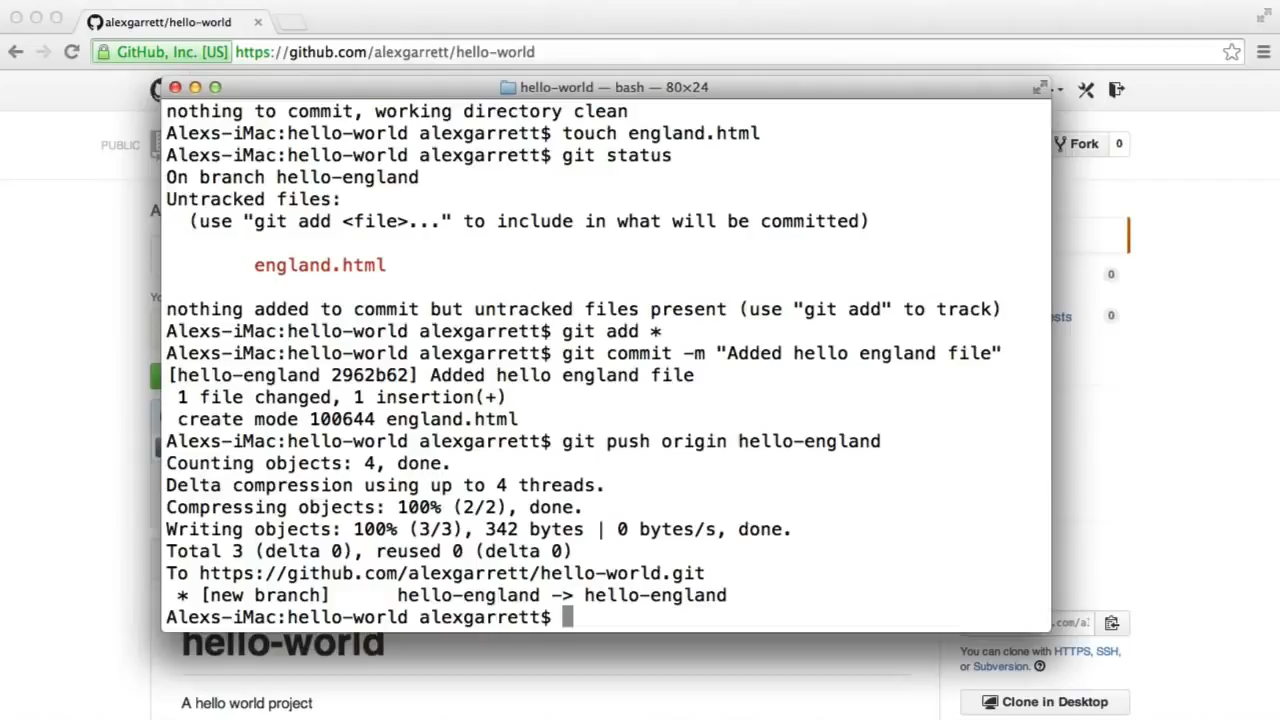 alexgarrett/hello-world
GitHub, Inc. [US] https://github.com/alexgarrett/hello-world
hello-world — bash — 80×24
PUBLIC
Fork 0
nothing to commit, working directory clean
Alexs-iMac:hello-world alexgarrett$ touch england.html
Alexs-iMac:hello-world alexgarrett$ git status
On branch hello-england
Untracked files:
(use "git add <file>..." to include in what will be committed)
england.html
0
nothing added to commit but untracked files present (use "git add" to track)
0
Alexs-iMac:hello-world alexgarrett$ git add *
Alexs-iMac:hello-world alexgarrett$ git commit -m "Added hello england file"
[hello-england 2962b62] Added hello england file
1 file changed, 1 insertion(+)
create mode 100644 england.html
Alexs-iMac:hello-world alexgarrett$ git push origin hello-england
Counting objects: 4, done.
Delta compression using up to 4 threads.
Compressing objects: 100% (2/2), done.
Writing objects: 100% (3/3), 342 bytes | 0 bytes/s, done.
Total 3 (delta 0), reused 0 (delta 0)
To https://github.com/alexgarrett/hello-world.git
* [new branch] hello-england -> hello-england
Alexs-iMac:hello-world alexgarrett$
hello-world
You can clone with HTTPS, SSH,
or Subversion.
A hello world project
Clone in Desktop